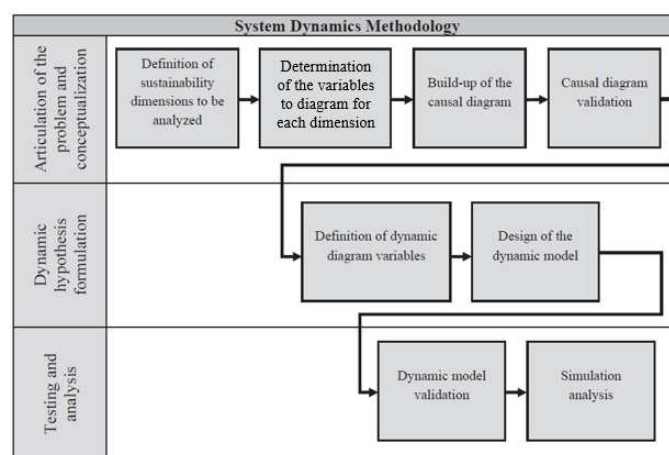 System Dynamics Methodology
Articulation of the
problem and
conceptualization
Definition of
sustainability
dimensions to be
analyzed
Determination
of the variables
to diagram for
each dimension
Build-up of the
causal diagram
Causal diagram
validation
Dynamic
hypothesis
formulation
Definition of dynamic
diagram variables
Design of the
dynamic model
Testing and
analysis
Dynamic model
validation
Simulation
analysis